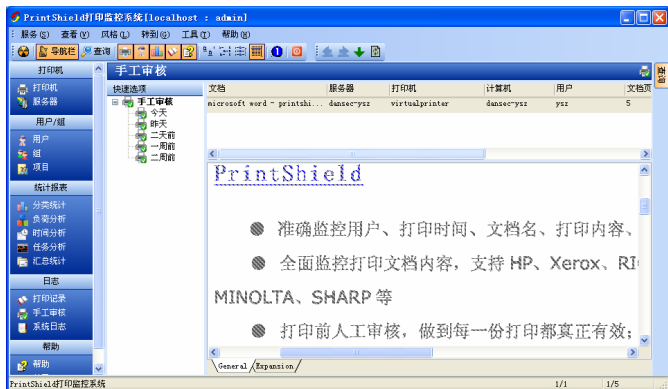 PrintShield打印监控系统[localhost : admin]
服务(S) 查看(V) 风格(L) 转到(G) 工具(T) 帮助(H)
导航栏 查询
打印机
打印机
服务器
用户/组
用户
组
项目
统计报表
分类统计
负荷分析
时间分析
任务分析
汇总统计
日志
打印记录
手工审核
系统日志
帮助
帮助
手工审核
快速选项
手工审核
今天
昨天
二天前
一周前
二周前
文档 服务器 打印机 计算机 用户 文档页
microsoft word - printshi... dansec-ysz virtualprinter dansec-ysz ysz 5
PrintShield
准确监控用户、打印时间、文档名、打印内容、
全面监控打印文档内容，支持 HP、Xerox、RI
MINOLTA、SHARP 等
打印前人工审核，做到每一份打印都真正有效；
General Expansion
查询
PrintShield打印监控系统 1/1 1/5